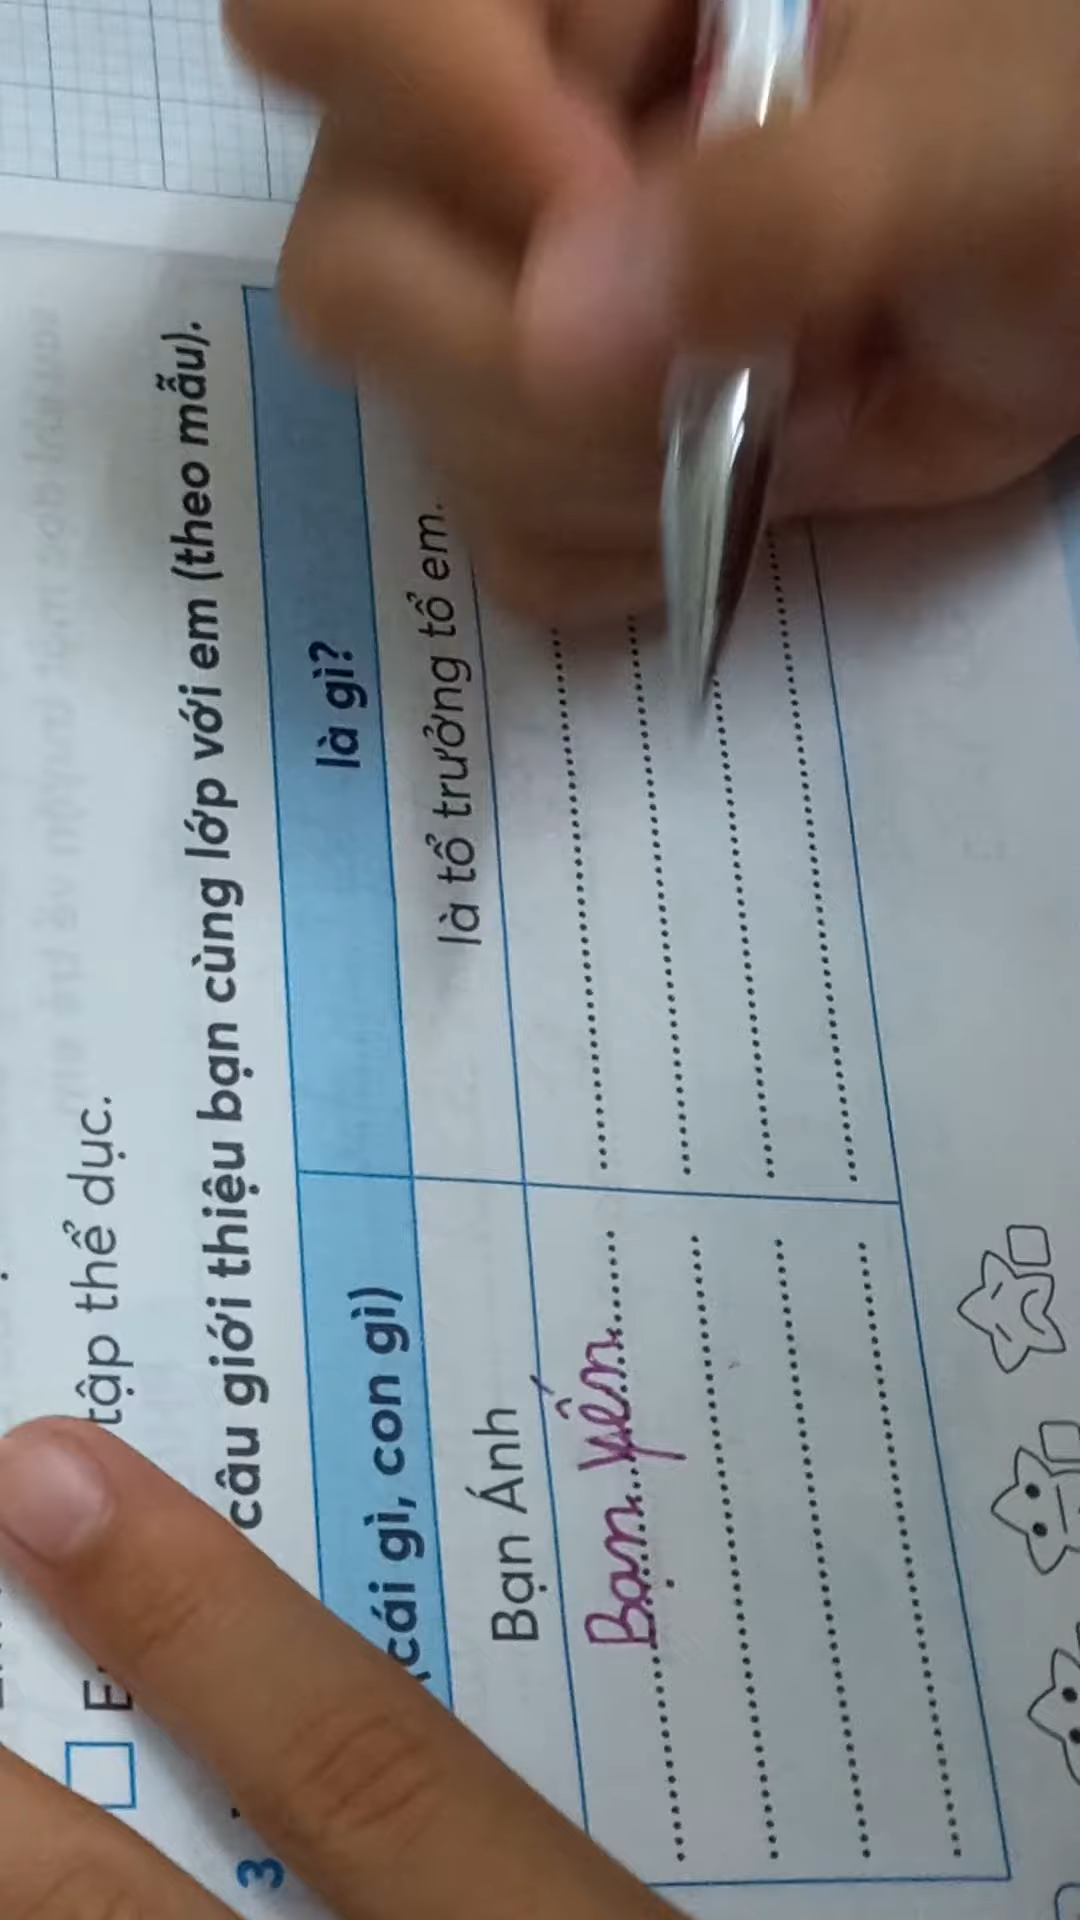 tập thể dục.
3
câu giới thiệu bạn cùng lớp với em (theo mẫu).
(cái gì, con gì)
là gì?
Bạn Ánh
là tổ trưởng tổ em.
Bạn Yến